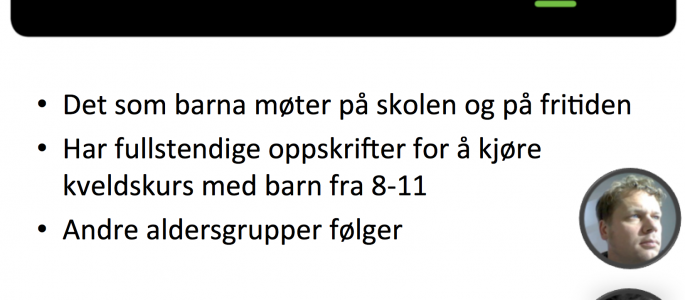 • Det som barna møter på skolen og på fritiden
• Har fullstendige oppskrifter for å kjøre
kveldskurs med barn fra 8-11
• Andre aldersgrupper følger